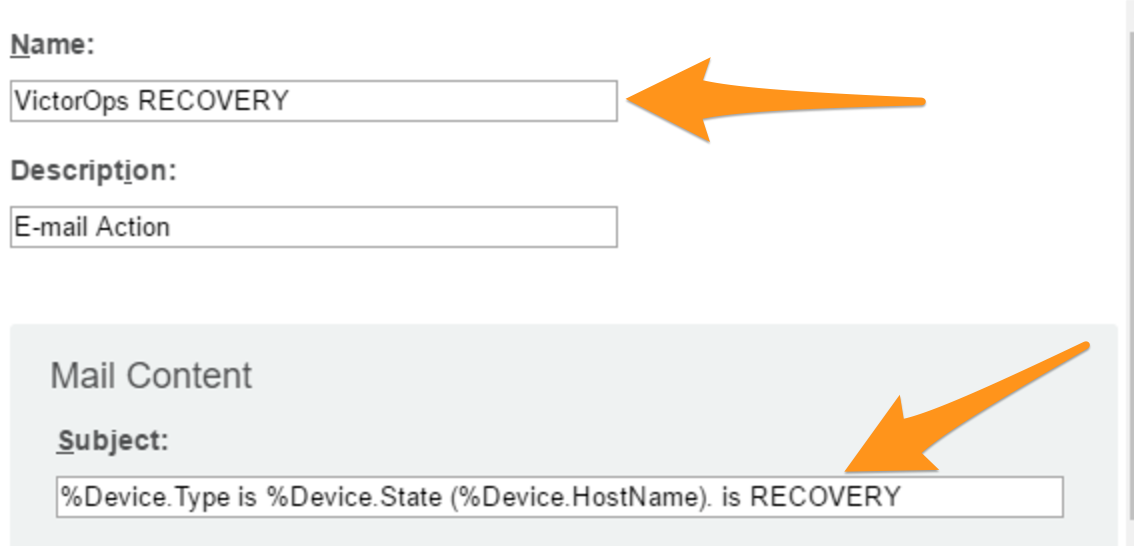 Name:
VictorOps RECOVERY
Description:
E-mail Action
Mail Content
Subject:
%Device.Type is %Device.State (%Device.HostName). is RECOVERY